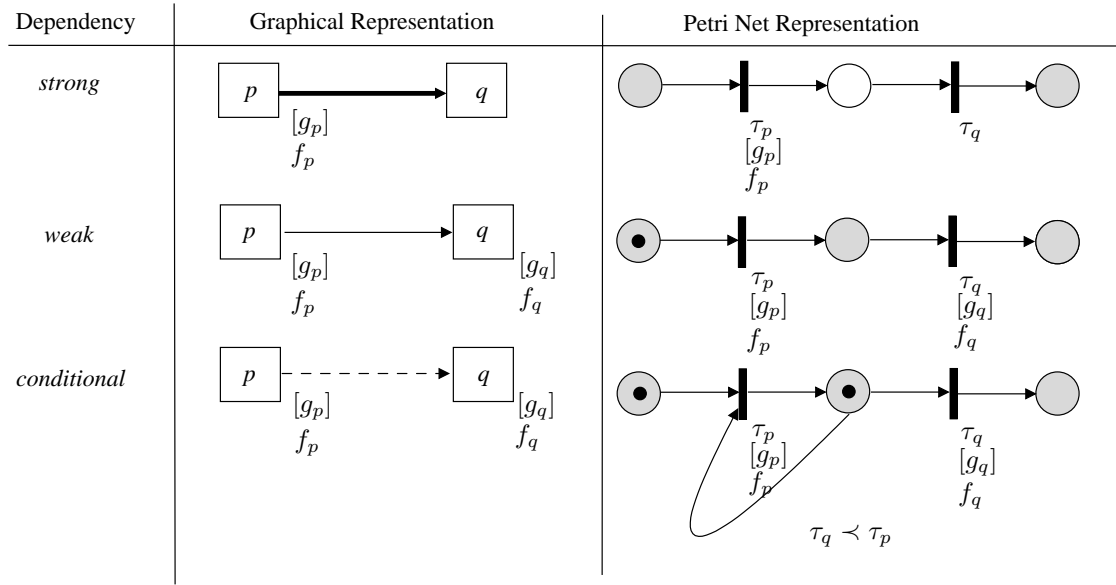 Dependency Graphical Representation Petri Net Representation
strong p q
[g_p] τ_p τ_q
f_p [g_p]
f_p
weak p q
[g_p] [g_q] τ_p τ_q
f_p f_q [g_p] [g_q]
f_p f_q
conditional p q
[g_p] [g_q] τ_p τ_q
f_p f_q [g_p] [g_q]
f_p f_q
τ_q ≺ τ_p